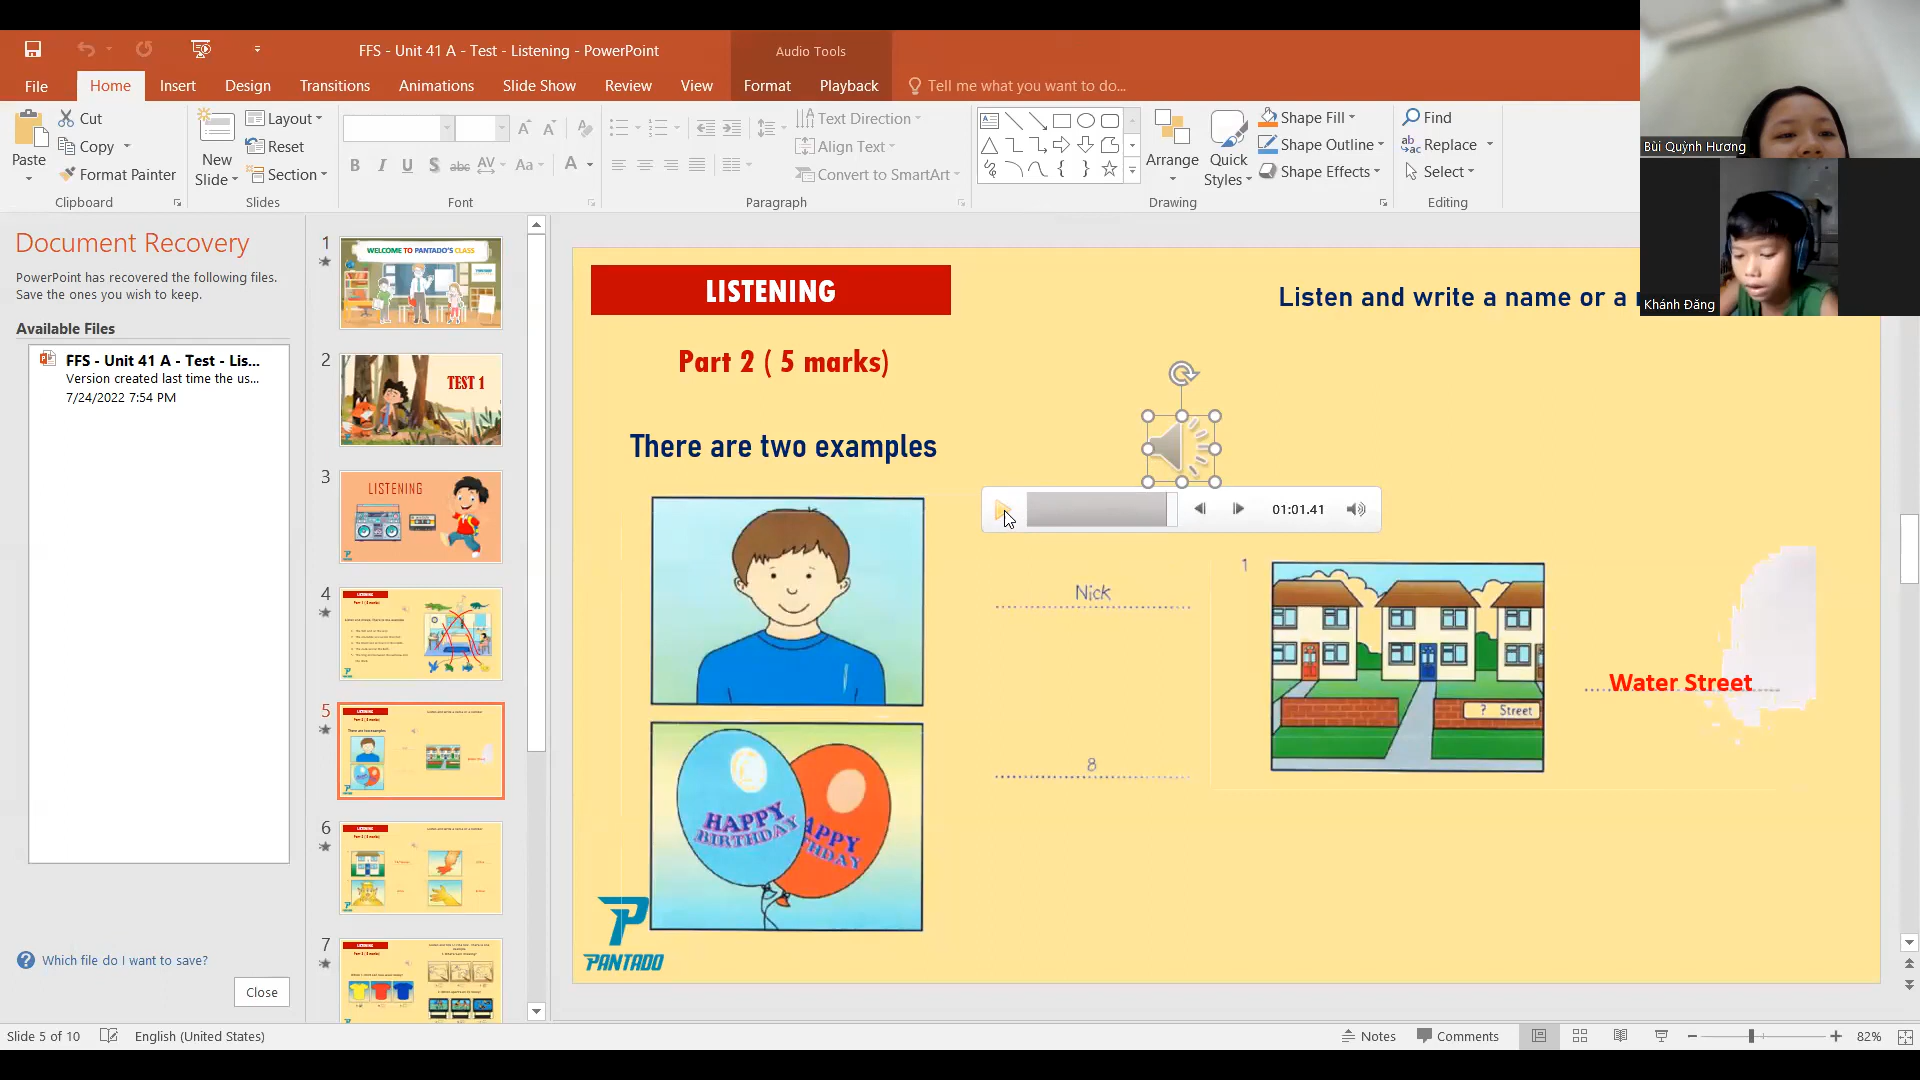 FFS - Unit 41 A - Test - Listening - PowerPoint
Audio Tools
File
Home
Insert
Design
Transitions
Animations
Slide Show
Review
View
Format
Playback
Tell me what you want to do...
Paste
Cut
Copy
Format Painter
Clipboard
New Slide
Layout
Reset
Section
Slides
Font
Text Direction
Align Text
Convert to SmartArt
Paragraph
Arrange
Quick Styles
Shape Fill
Shape Outline
Shape Effects
Drawing
Find
Replace
Select
Editing
Bùi Quỳnh Hương
Khánh Đăng
Document Recovery
PowerPoint has recovered the following files.
Save the ones you wish to keep.
Available Files
FFS - Unit 41 A - Test - Lis...
Version created last time the us...
7/24/2022 7:54 PM
Which file do I want to save?
Close
1
WELCOME TO PANTADO'S CLASS
2
TEST 1
3
LISTENING
4
5
6
7
LISTENING
Listen and write a name or a
Part 2 ( 5 marks)
There are two examples
01:01.41
Nick
8
1
? Street
Water Street
HAPPY
BIRTHDAY
APPY
THDAY
PANTADO
Slide 5 of 10
English (United States)
Notes
Comments
82%